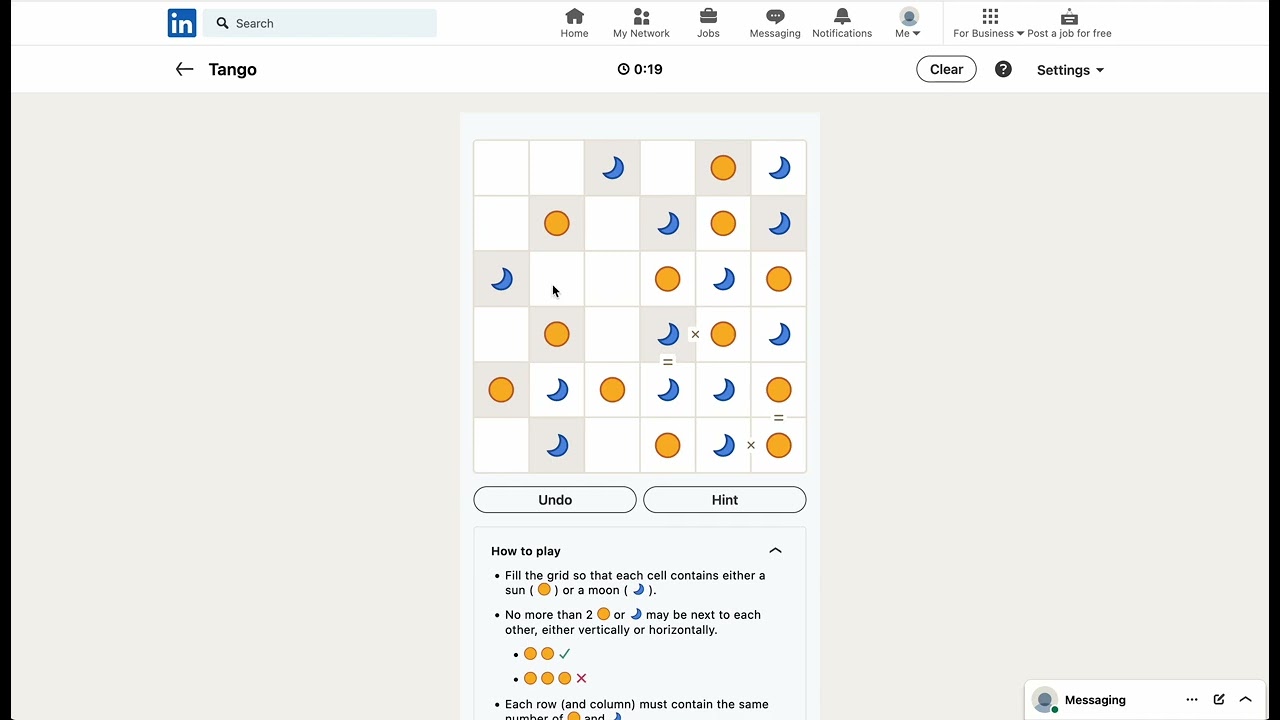 in Search Home My Network Jobs Messaging Notifications Me For Business Post a job for free
Tango 0:19 Clear ? Settings
×
=
=
×
Undo Hint
How to play
• Fill the grid so that each cell contains either a
sun ( ) or a moon ( ).
• No more than 2 or may be next to each
other, either vertically or horizontally.
•
•
• Each row (and column) must contain the same
number of and .
Messaging